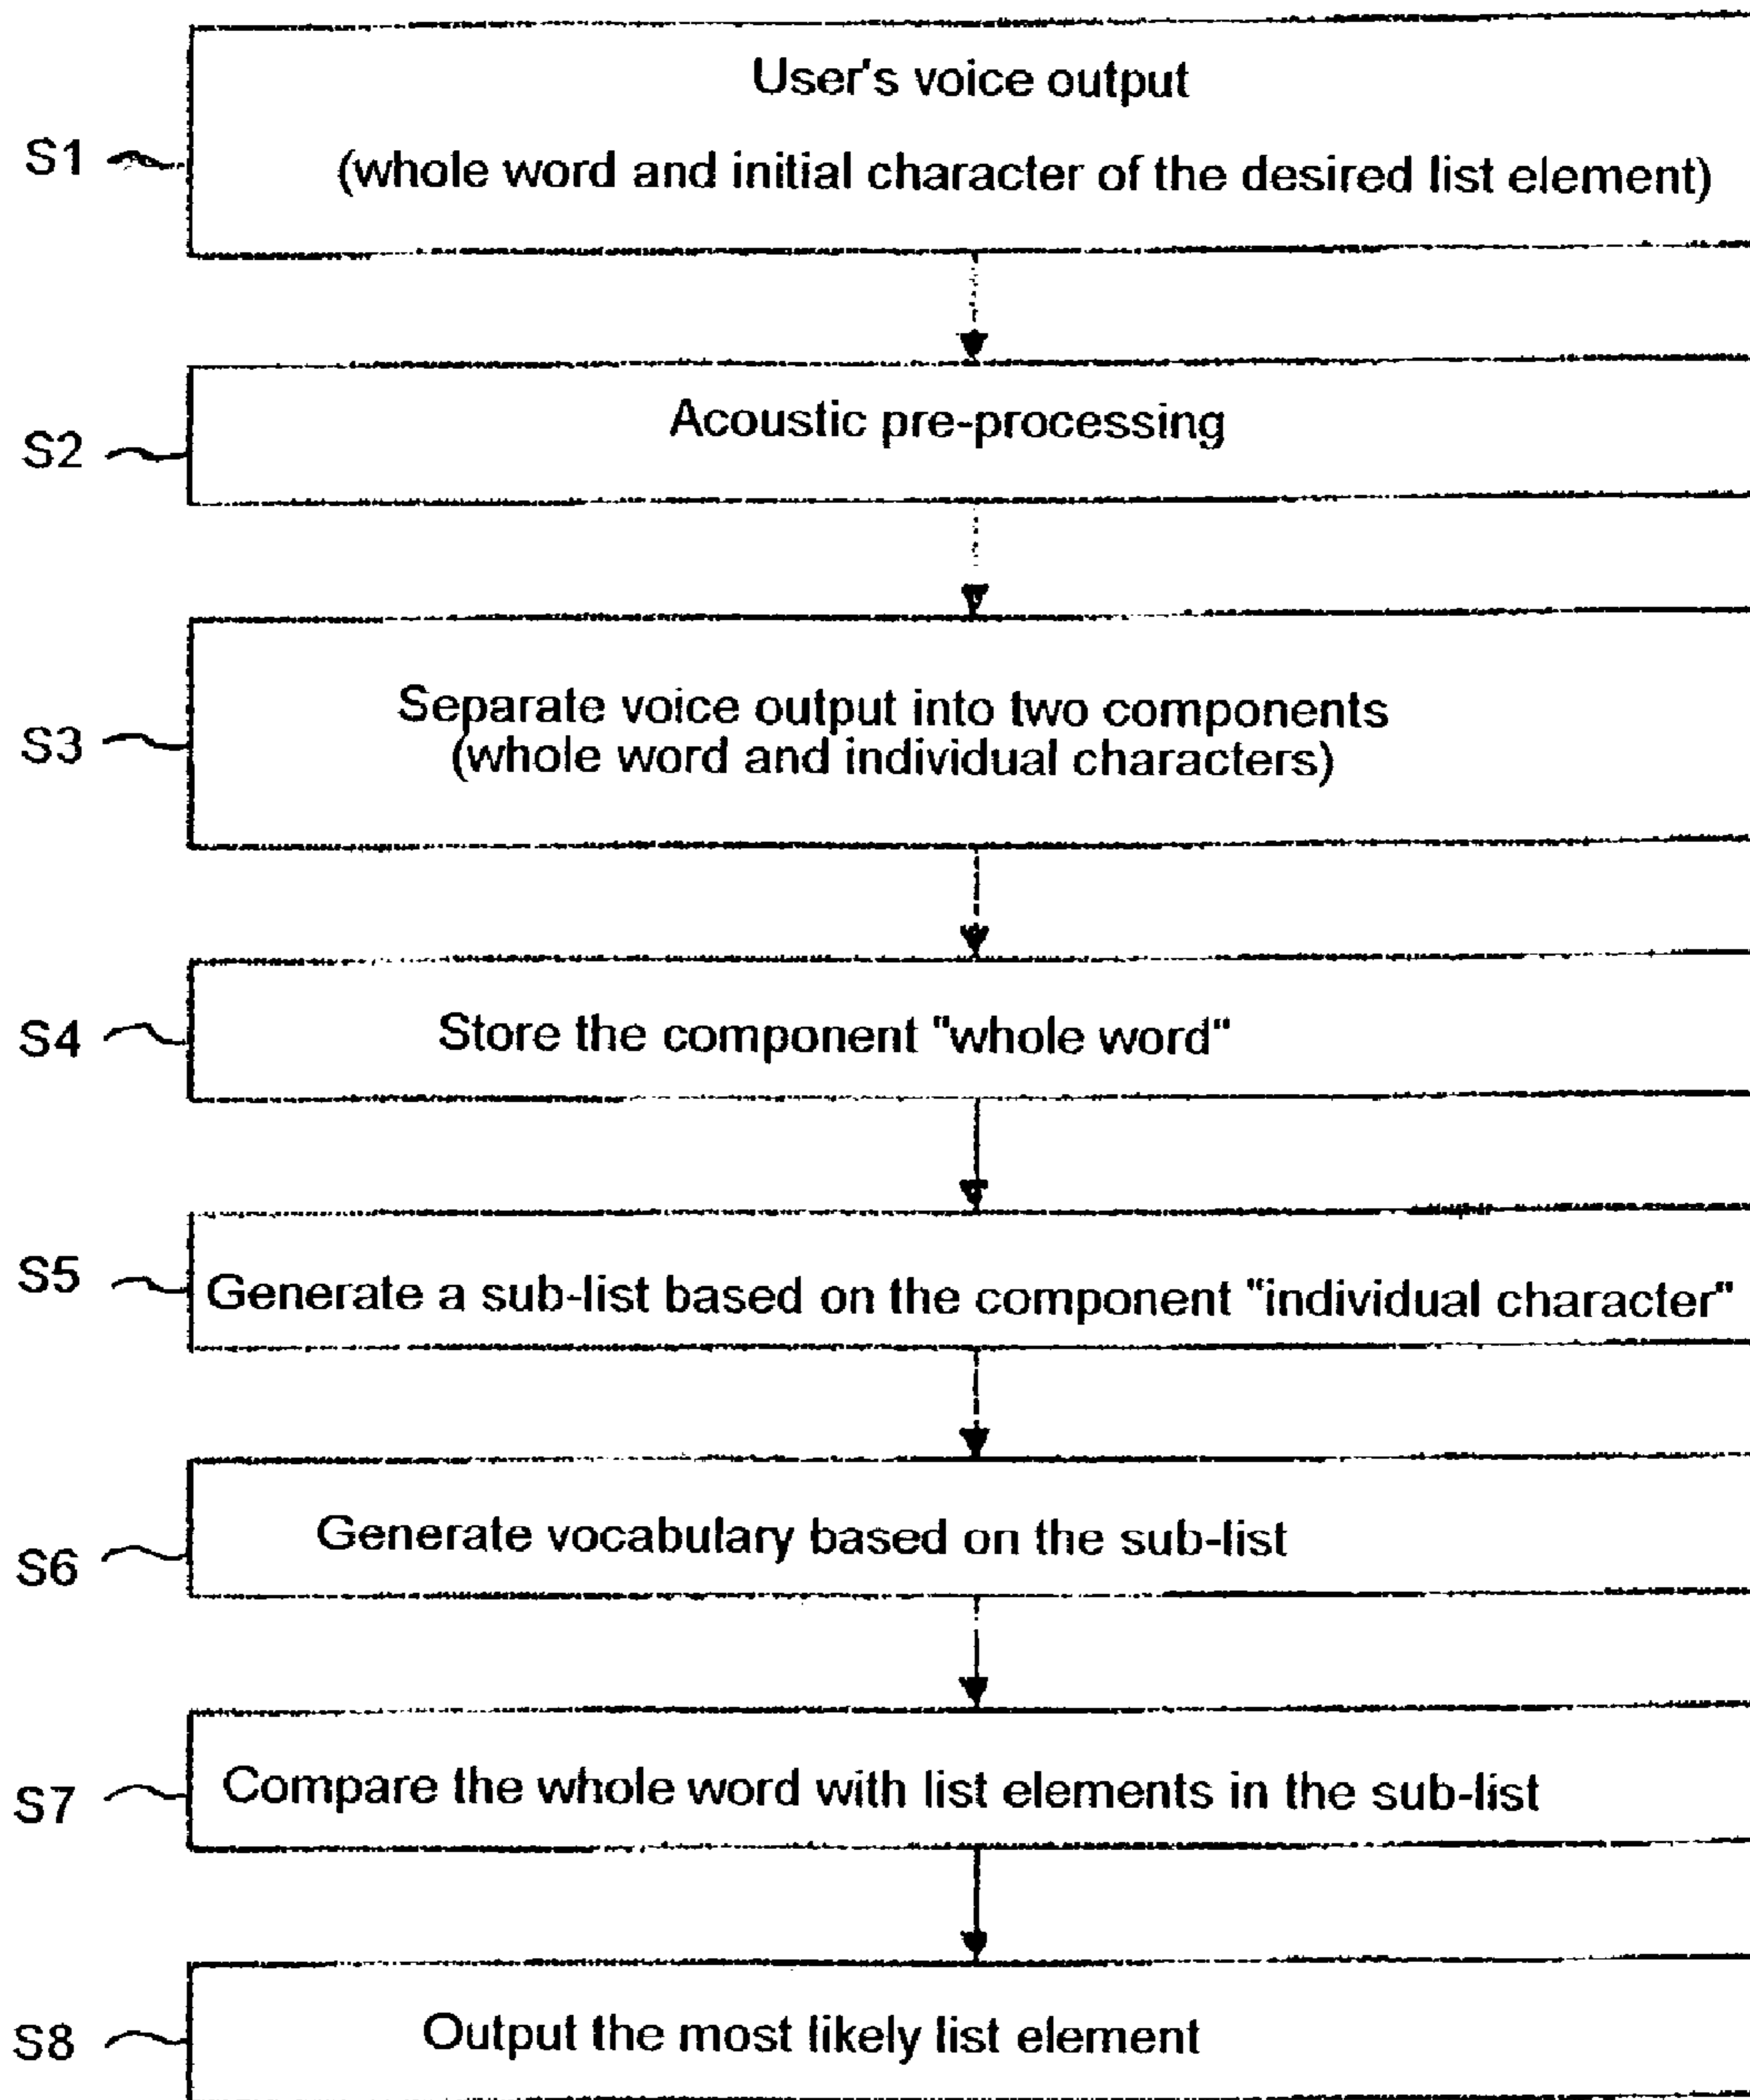 User's voice output
S1
(whole word and initial character of the desired list element)
Acoustic pre-processing
S2
Separate voice output into two components
S3
(whole word and individual characters)
S4
Store the component "whole word"
S5
Generate a sub-list based on the component "individual character"
Generate vocabulary based on the sub-list
S6
Compare the whole word with list elements in the sub-list
S7
Output the most likely list element
S8